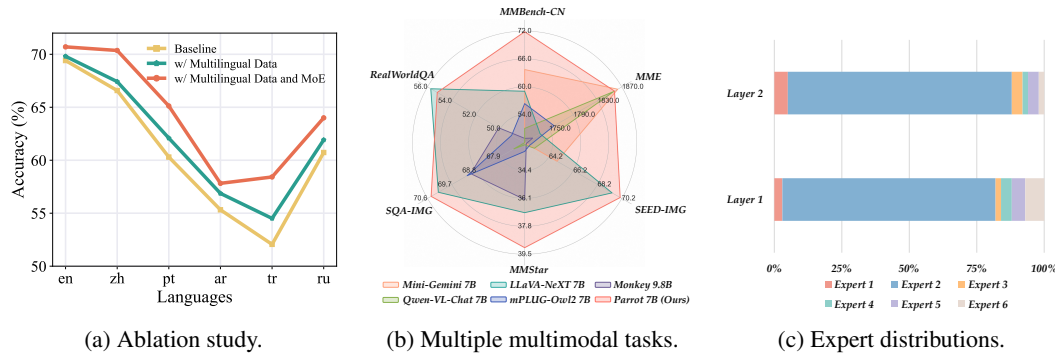 70
65
60
55
50
Accuracy (%)
Baseline
w/ Multilingual Data
w/ Multilingual Data and MoE
en zh pt ar tr ru
Languages
(a) Ablation study.
MMBench-CN
72.0
66.0
60.0
54.0
MME
1870.0
1830.0
1790.0
1750.0
RealWorldQA
56.0
54.0
52.0
50.0
64.2
66.2
68.2
70.2
SEED-IMG
67.9
68.8
69.7
70.6
SQA-IMG
34.4
36.1
37.8
39.5
MMStar
Mini-Gemini 7B LLaVA-NeXT 7B Monkey 9.8B
Qwen-VL-Chat 7B mPLUG-Owl2 7B Parrot 7B (Ours)
(b) Multiple multimodal tasks.
Layer 2
Layer 1
0% 25% 50% 75% 100%
Expert 1 Expert 2 Expert 3
Expert 4 Expert 5 Expert 6
(c) Expert distributions.